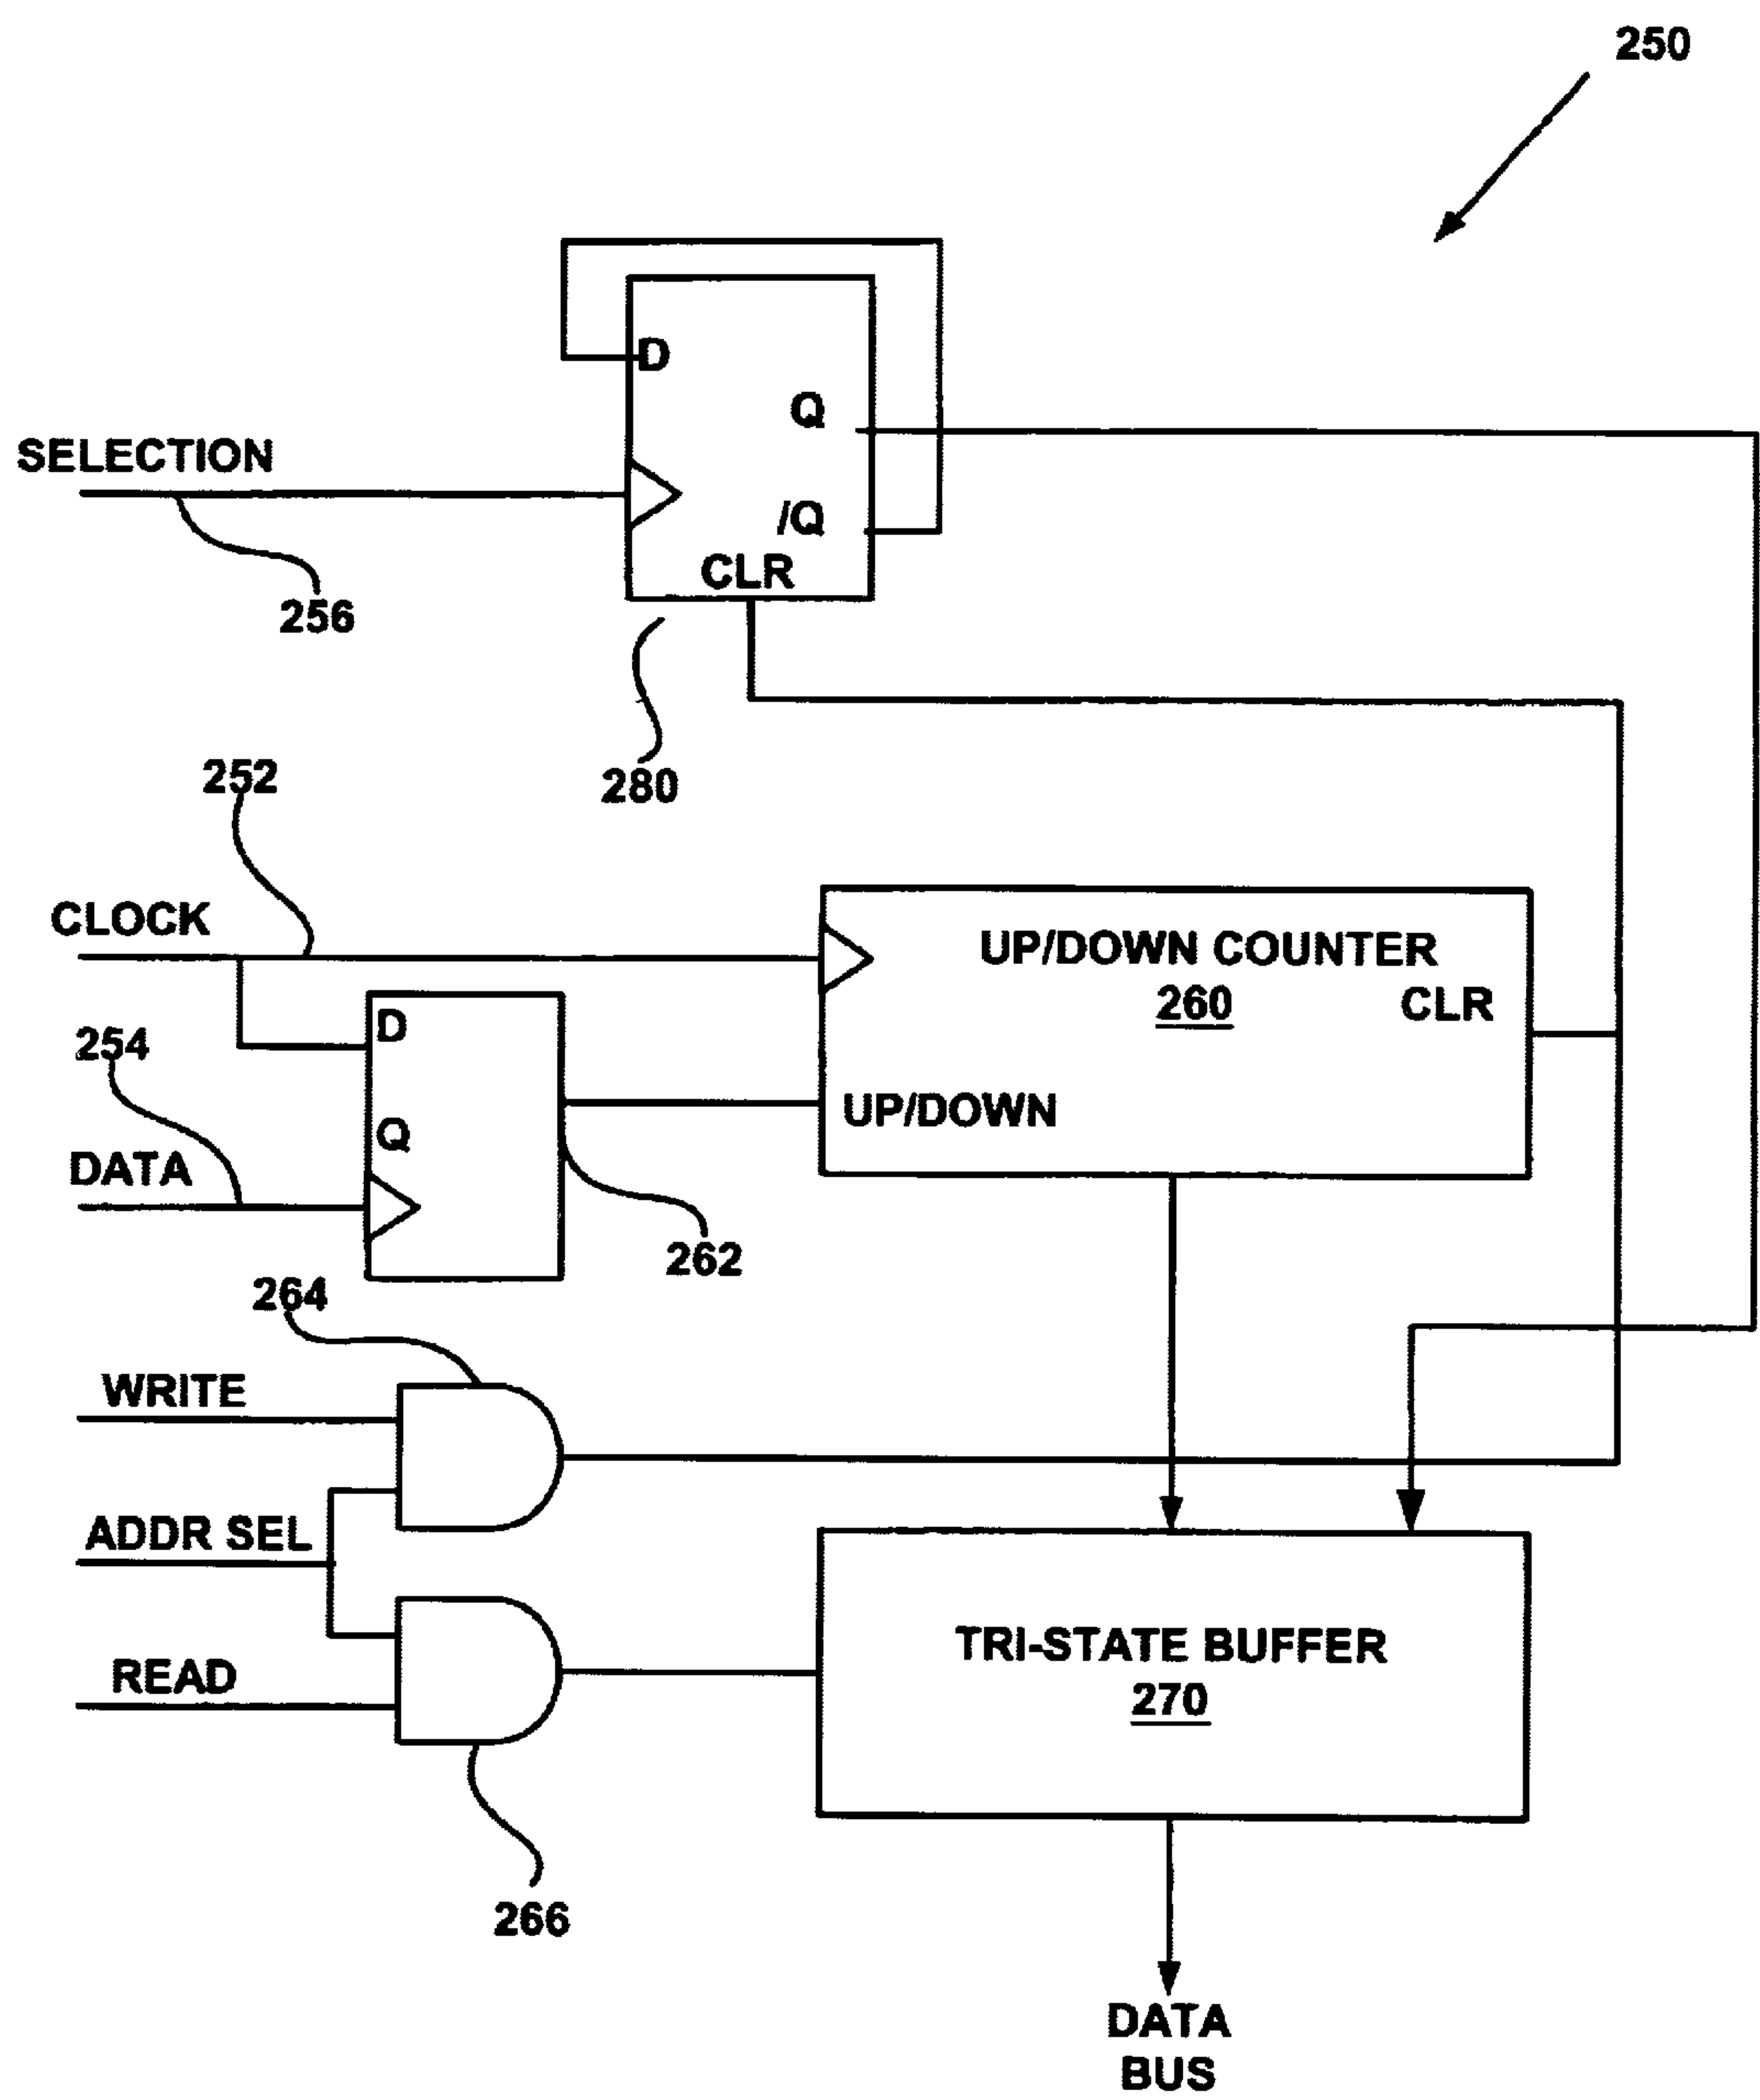 250
D
Q
SELECTION
/Q
CLR
256
280
252
CLOCK
UP/DOWN COUNTER
260
CLR
D
254
Q
UP/DOWN
DATA
262
264
WRITE
ADDR SEL
TRI-STATE BUFFER
READ
270
266
DATA
BUS